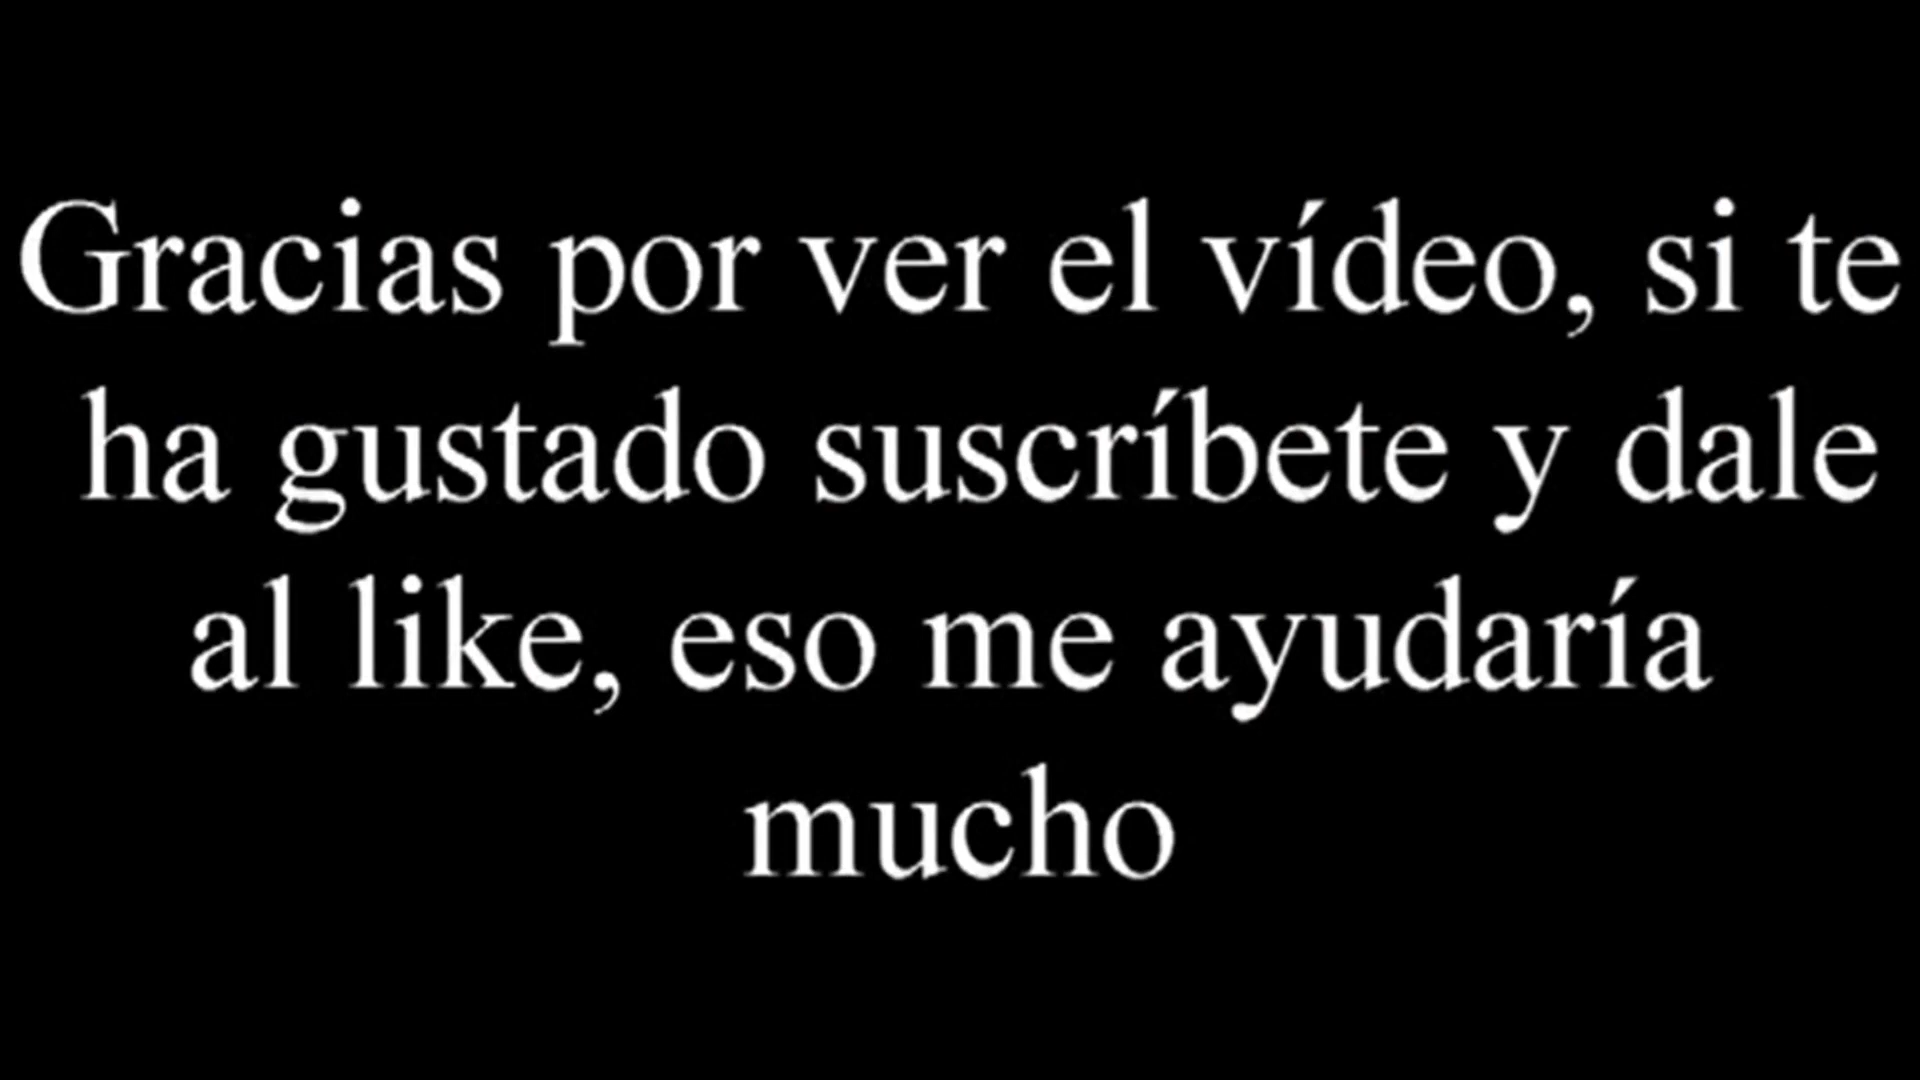 Gracias por ver el vídeo, si te
ha gustado suscríbete y dale
al like, eso me ayudaría
mucho